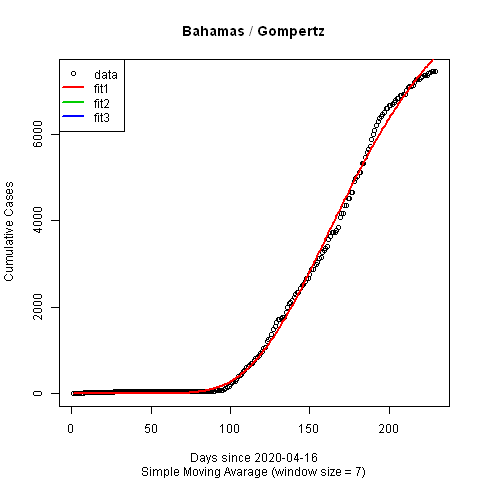 Bahamas / Gompertz
data
fit1
fit2
fit3
Cumulative Cases
0
2000
4000
6000
0
50
100
150
200
Days since 2020-04-16
Simple Moving Avarage (window size = 7)